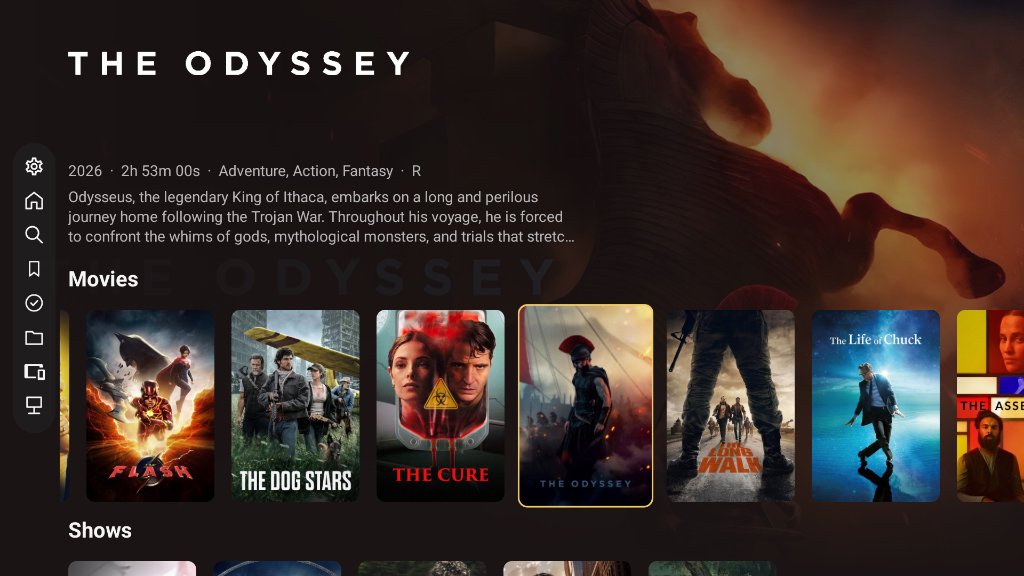 THE ODYSSEY
2026 · 2h 53m 00s · Adventure, Action, Fantasy · R
Odysseus, the legendary King of Ithaca, embarks on a long and perilous
journey home following the Trojan War. Throughout his voyage, he is forced
to confront the whims of gods, mythological monsters, and trials that stretc...
THE ODYSSEY
Movies
FLASH
THE DOG STARS
THE CURE
THE ODYSSEY
THE LONG WALK
The Life of Chuck
THE ASSE
Shows